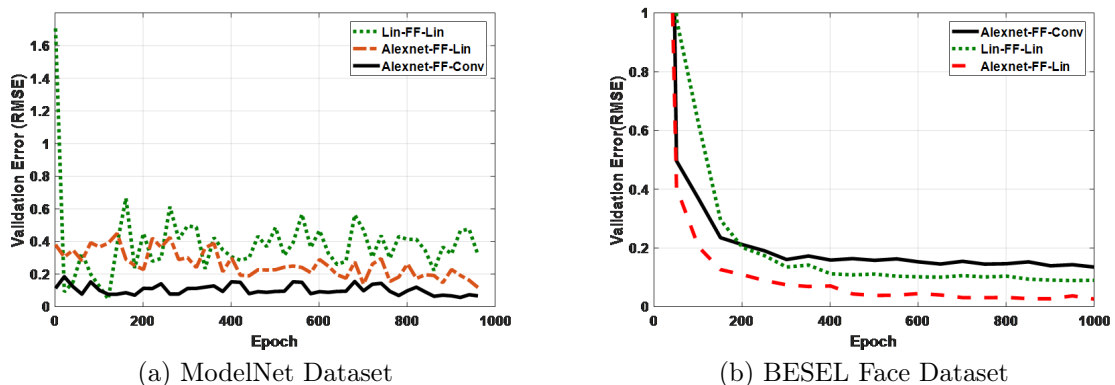 Validation Error (RMSE)
1.6
1.4
1.2
1
0.8
0.6
0.4
0.2
0
0 200 400 600 800 1000
Epoch
Lin-FF-Lin
Alexnet-FF-Lin
Alexnet-FF-Conv
(a) ModelNet Dataset
Validation Error(RMSE)
1
0.8
0.6
0.4
0.2
0
0 200 400 600 800 1000
Epoch
Alexnet-FF-Conv
Lin-FF-Lin
Alexnet-FF-Lin
(b) BESEL Face Dataset